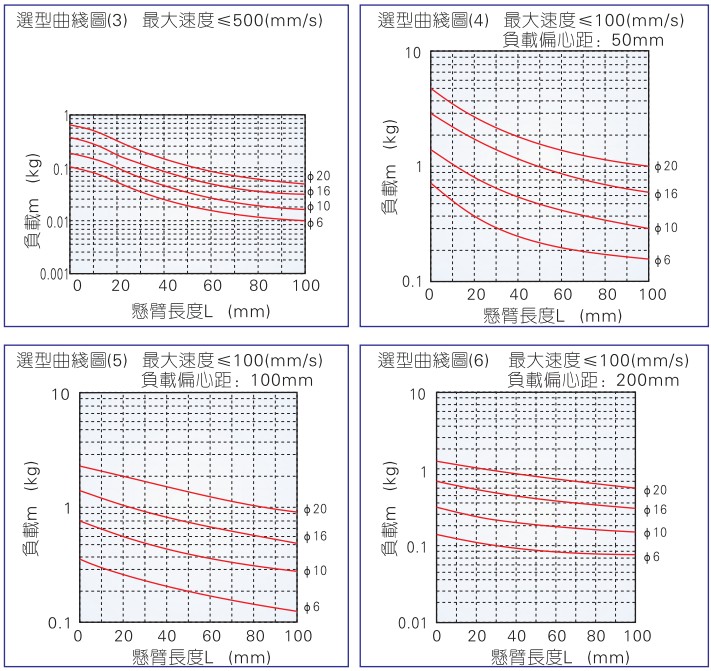 選型曲綫圖(3) 最大速度≤500(mm/s)
1
0.1
0.01
0.001
負載m (kg)
φ20
φ16
φ10
φ6
0 20 40 60 80 100
懸臂長度L (mm)
選型曲綫圖(4) 最大速度≤100(mm/s)
負載偏心距：50mm
10
1
0.1
負載m (kg)
φ20
φ16
φ10
φ6
0 20 40 60 80 100
懸臂長度L (mm)
選型曲綫圖(5) 最大速度≤100(mm/s)
負載偏心距：100mm
10
1
0.1
負載m (kg)
φ20
φ16
φ10
φ6
0 20 40 60 80 100
懸臂長度L (mm)
選型曲綫圖(6) 最大速度≤100(mm/s)
負載偏心距：200mm
10
1
0.1
0.01
負載m (kg)
φ20
φ16
φ10
φ6
0 20 40 60 80 100
懸臂長度L (mm)